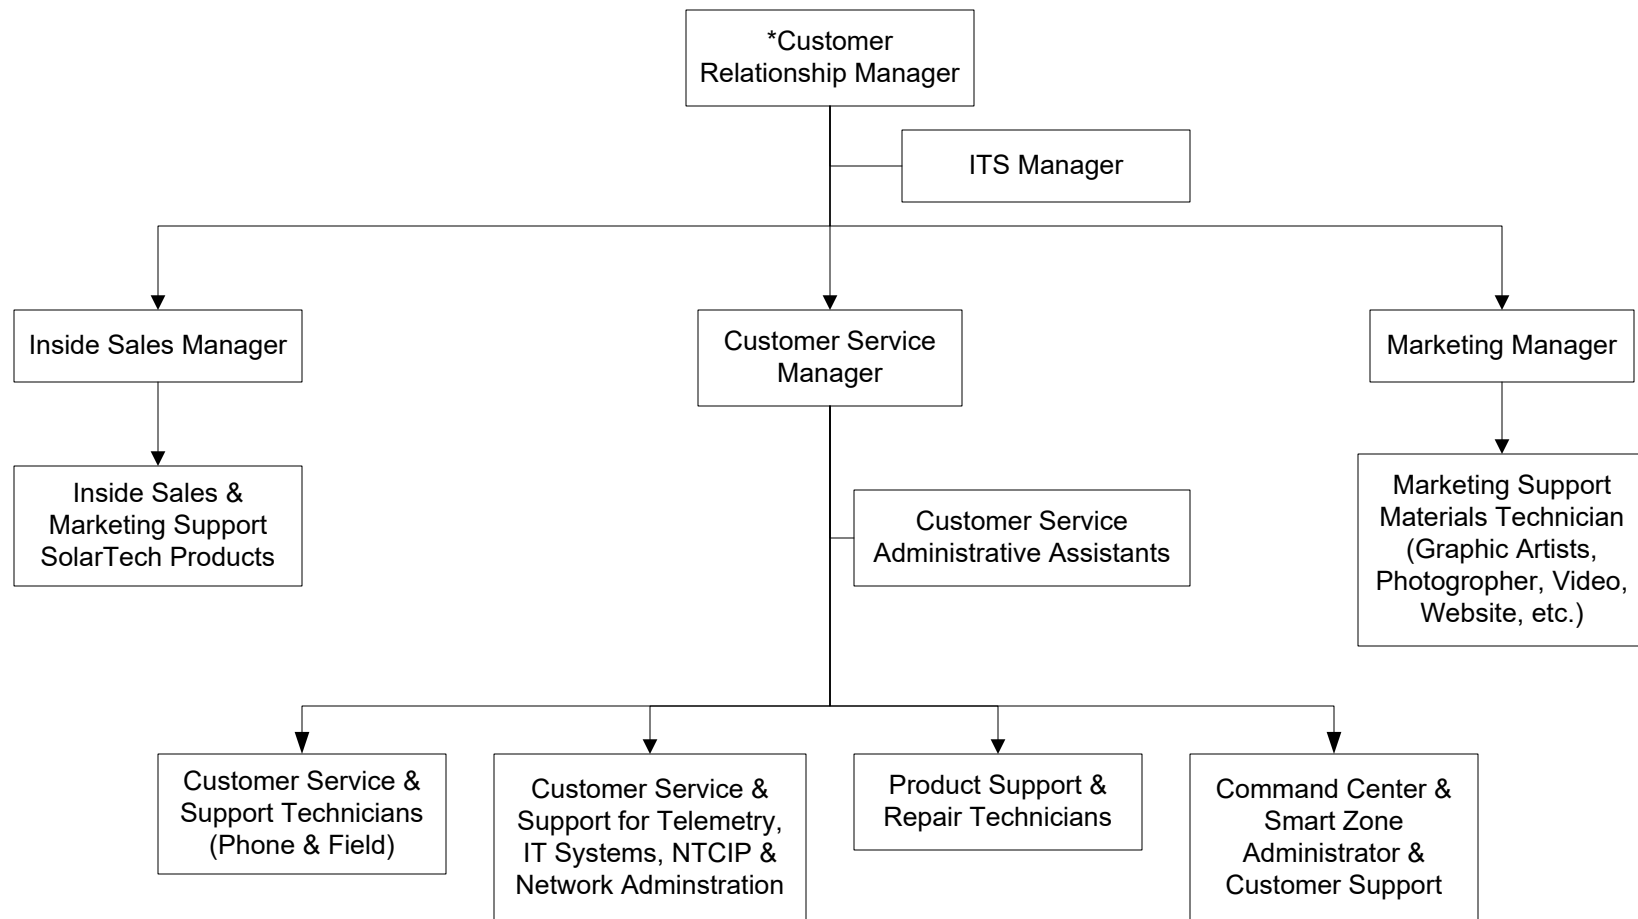 *Customer
Relationship Manager
ITS Manager
Inside Sales Manager
Customer Service
Manager
Marketing Manager
Inside Sales &
Marketing Support
SolarTech Products
Customer Service
Administrative Assistants
Marketing Support
Materials Technician
(Graphic Artists,
Photogropher, Video,
Website, etc.)
Customer Service &
Support Technicians
(Phone & Field)
Customer Service &
Support for Telemetry,
IT Systems, NTCIP &
Network Adminstration
Product Support &
Repair Technicians
Command Center &
Smart Zone
Administrator &
Customer Support